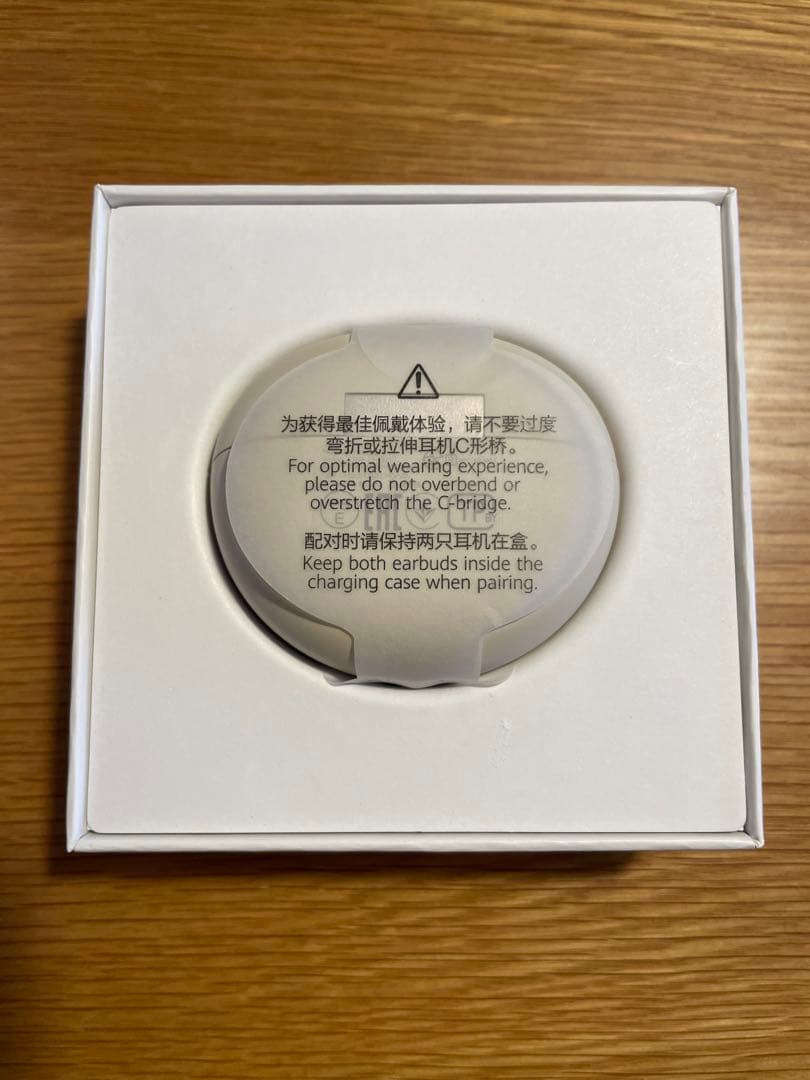 为获得最佳佩戴体验，请不要过度
弯折或拉伸耳机C形桥。
For optimal wearing experience,
please do not overbend or
overstretch the C-bridge.
配对时请保持两只耳机在盒。
Keep both earbuds inside the
charging case when pairing.